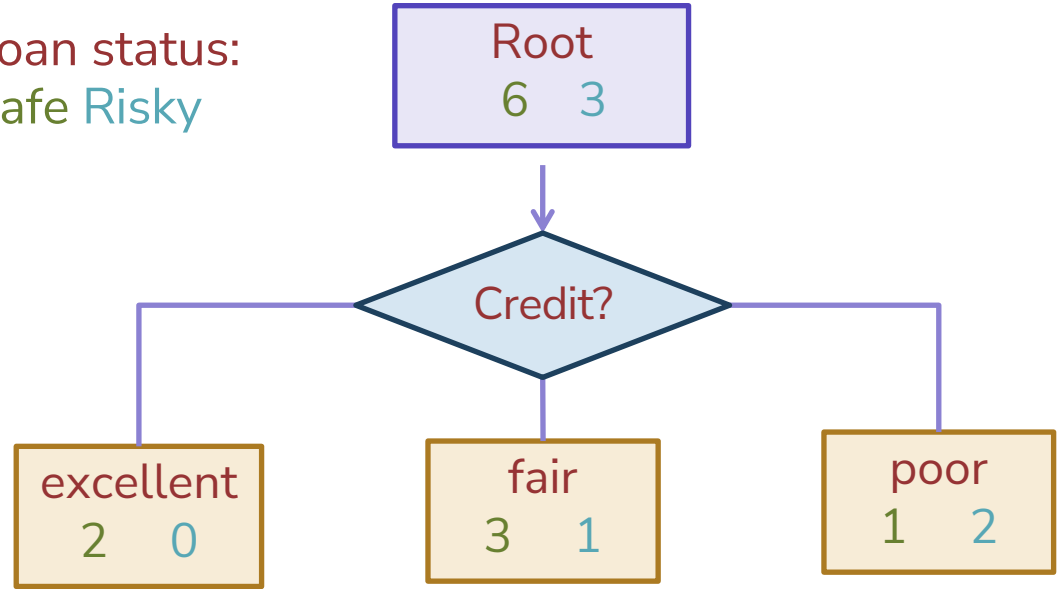 oan status:
afe Risky
Root
6 3
Credit?
excellent
2 0
fair
3 1
poor
1 2